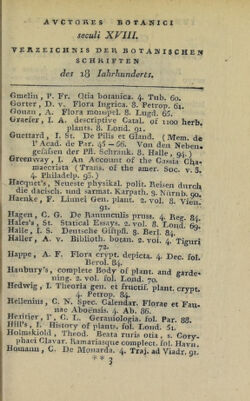 AVCTORES BOTANICI
seculi XVIII.
VERZEICHNIS DER BOTANISCHEN
SCHRIFTEN
des 18 Iahrhunderts.
Gmelin, P. Fr. Otia botanica. 4. Tub. 60.
Gorter, D. v. Flora Ingrica. 8. Petrop. 61.
Gouan, A. Flora monspel. 8. Lugd. 65.
Graefer, I. A. descriptive Catal. of 1100 herb.
plants. 8. Lond. 91.
Guettard, I. St. De Pilis et Gland. (Mem. de
l'Acad. de Par. 45-56. Von den Neben-
gefässen der Pfl. Schrank. 8. Halle, 94.)
Greenway, I. An Account of the Cassia Cha-
maecrista (Trans. of the amer. Soc. v. 3.
4. Philadelp. 93.)
Hacquet's, Neueste physikal. polit. Reisen durch
die dacisch. und sarmat. Karpath. 8. Nürnb. 90.
Haenke, F. Linnei Gen. plant. 2. vol. 8. Vien.
91.
Hagen, C. G. De Ranunculis pruss. 4. Reg. 84.
Hales's, St. Statical Essays. 2. vol. 8. Lond. 69.
Halle, I. S. Deutsche Giftpfl. 8. Berl. 84.
Haller, A. v. Biblioth. botan. 2. vol. 4. Tiguri
72.
Happe, A. F. Flora crypt. depicta. 4. Dec. fol.
Berol. 84.
Hanbury's, complete Body of plant. and garde-
ning. 2. vol. fol. Lond. 70.
Hedwig, I. Theoria gen. et fructif. plant. crypt.
4. Petrop. 84.
Hellenius, C. N. Spec. Calendar. Florae et Fau-
nae Aboënsis. 4. Ab. 86.
Heritier, l', C. L. Geraniologia. fol. Par. 88.
Hill's, I. History of plants. fol. Lond. 51.
Holmskiold, Theod. Beata ruris otia, s. Cory-
phaei Clavar. Ramariasque complect. fol. Havn.
Homann, C. De Monarda. 4. Traj. ad Viadr. 91.
* * 3